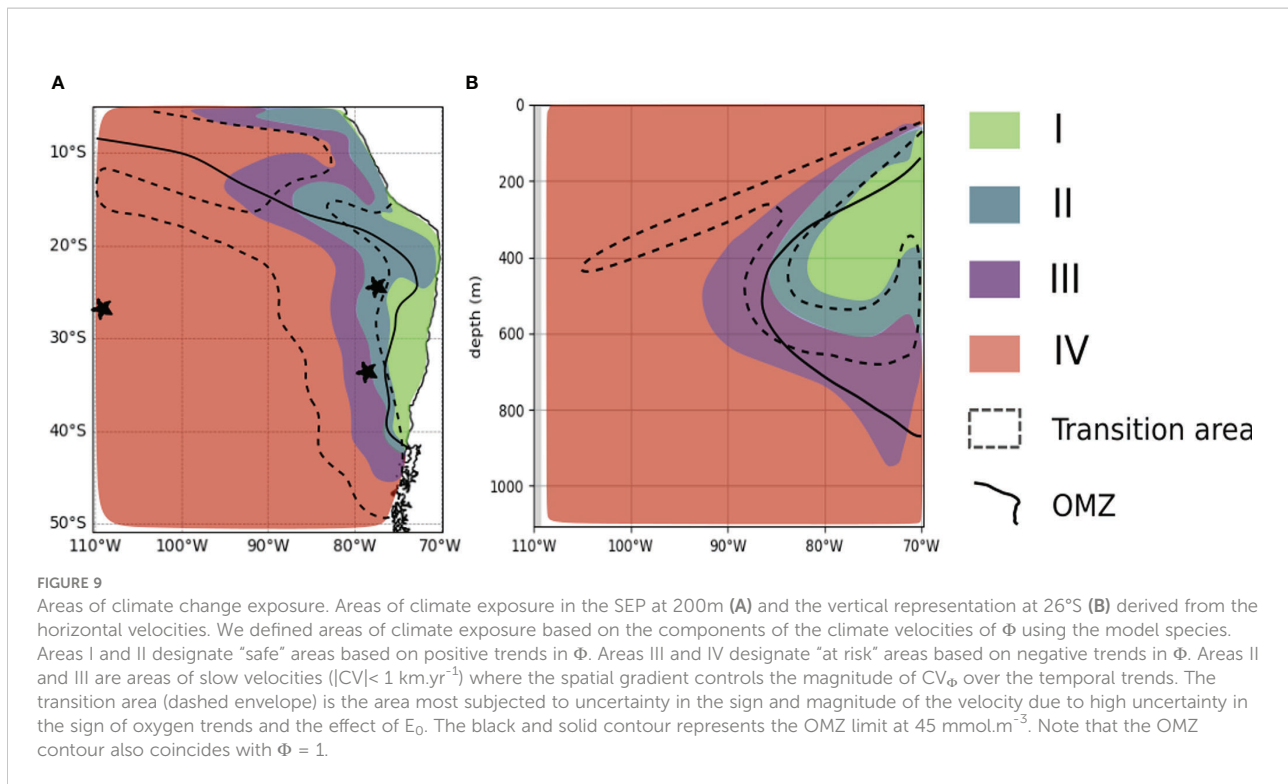 A
B
10°S
20°S
30°S
40°S
50°S
110°W 100°W 90°W 80°W 70°W
0
200
400
600
800
1000
depth (m)
110°W 100°W 90°W 80°W 70°W
I
II
III
IV
Transition area
OMZ
FIGURE 9
Areas of climate change exposure. Areas of climate exposure in the SEP at 200m (A) and the vertical representation at 26°S (B) derived from the
horizontal velocities. We defined areas of climate exposure based on the components of the climate velocities of Φ using the model species.
Areas I and II designate “safe” areas based on positive trends in Φ. Areas III and IV designate “at risk” areas based on negative trends in Φ. Areas II
and III are areas of slow velocities (|CV|< 1 km.yr⁻¹) where the spatial gradient controls the magnitude of CV_Φ over the temporal trends. The
transition area (dashed envelope) is the area most subjected to uncertainty in the sign and magnitude of the velocity due to high uncertainty in
the sign of oxygen trends and the effect of E₀. The black and solid contour represents the OMZ limit at 45 mmol.m⁻³. Note that the OMZ
contour also coincides with Φ = 1.